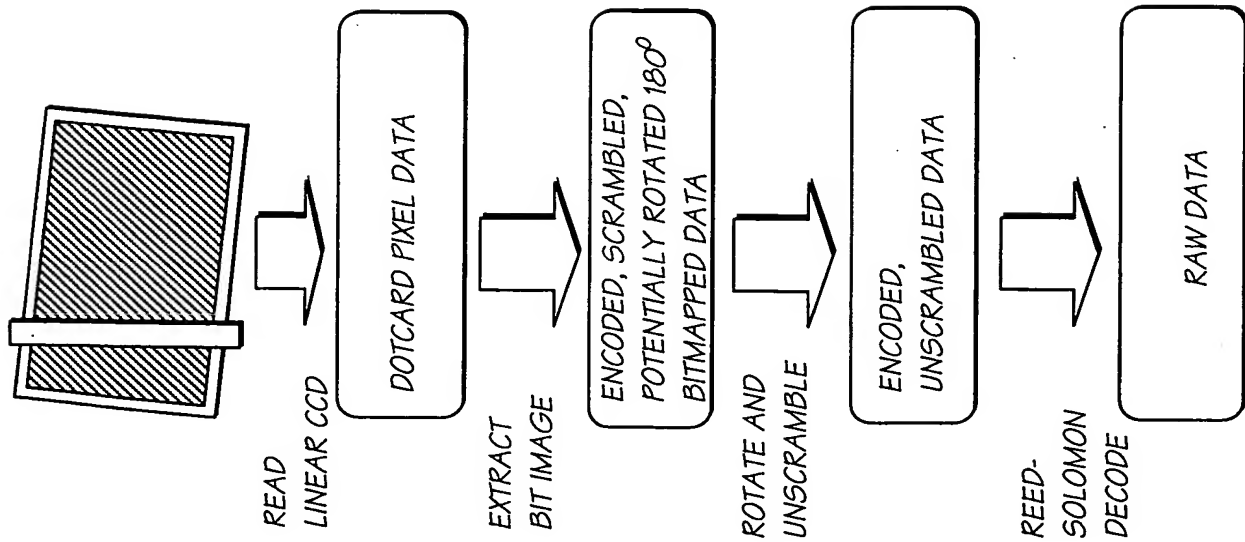 READ
LINEAR CCD
DOTCARD PIXEL DATA
EXTRACT
BIT IMAGE
ENCODED, SCRAMBLED,
POTENTIALLY ROTATED 180°
BITMAPPED DATA
ROTATE AND
UNSCRAMBLE
ENCODED,
UNSCRAMBLED DATA
REED-
SOLOMON
DECODE
RAW DATA